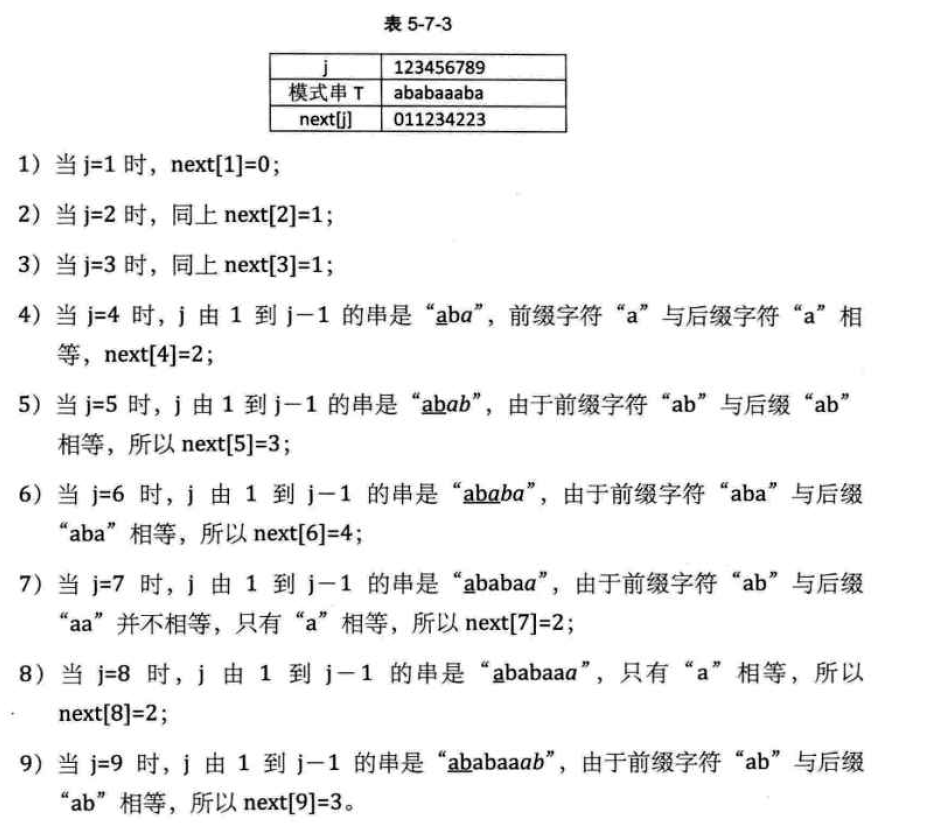 表 5-7-3
j 123456789
模式串 T ababaaaba
next[j] 011234223
1）当 j=1 时，next[1]=0；
2）当 j=2 时，同上 next[2]=1；
3）当 j=3 时，同上 next[3]=1；
4）当 j=4 时，j 由 1 到 j－1 的串是“aba”，前缀字符“a”与后缀字符“a”相
等，next[4]=2；
5）当 j=5 时，j 由 1 到 j－1 的串是“abab”，由于前缀字符“ab”与后缀“ab”
相等，所以 next[5]=3；
6）当 j=6 时，j 由 1 到 j－1 的串是“ababa”，由于前缀字符“aba”与后缀
“aba”相等，所以 next[6]=4；
7）当 j=7 时，j 由 1 到 j－1 的串是“ababaa”，由于前缀字符“ab”与后缀
“aa”并不相等，只有“a”相等，所以 next[7]=2；
8）当 j=8 时，j 由 1 到 j－1 的串是“ababaaa”，只有“a”相等，所以
next[8]=2；
9）当 j=9 时，j 由 1 到 j－1 的串是“ababaaab”，由于前缀字符“ab”与后缀
“ab”相等，所以 next[9]=3。